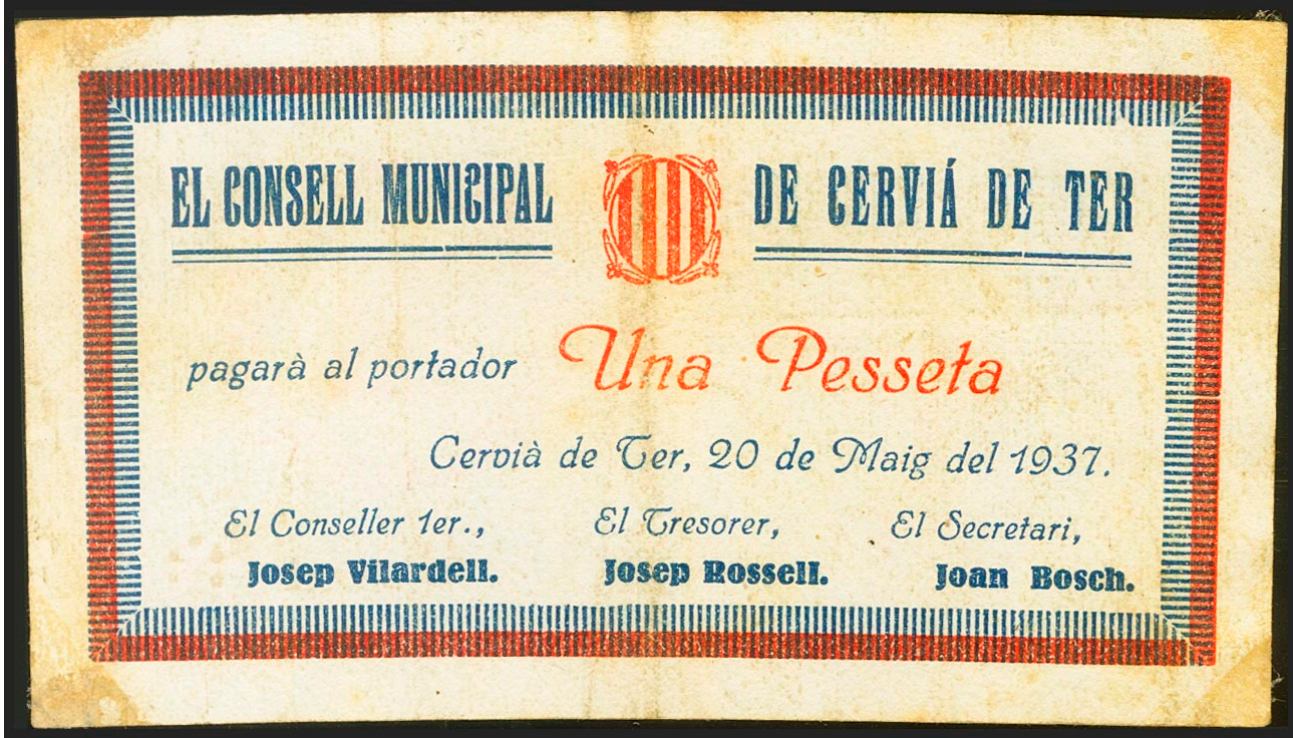 EL CONSELL MUNICIPAL DE CERVIÁ DE TER
pagarà al portador Una Pesseta
Cervià de Ter, 20 de Maig del 1937.
El Conseller 1er., El Tresorer, El Secretari,
Josep Vilardell. Josep Rossell. Joan Bosch.